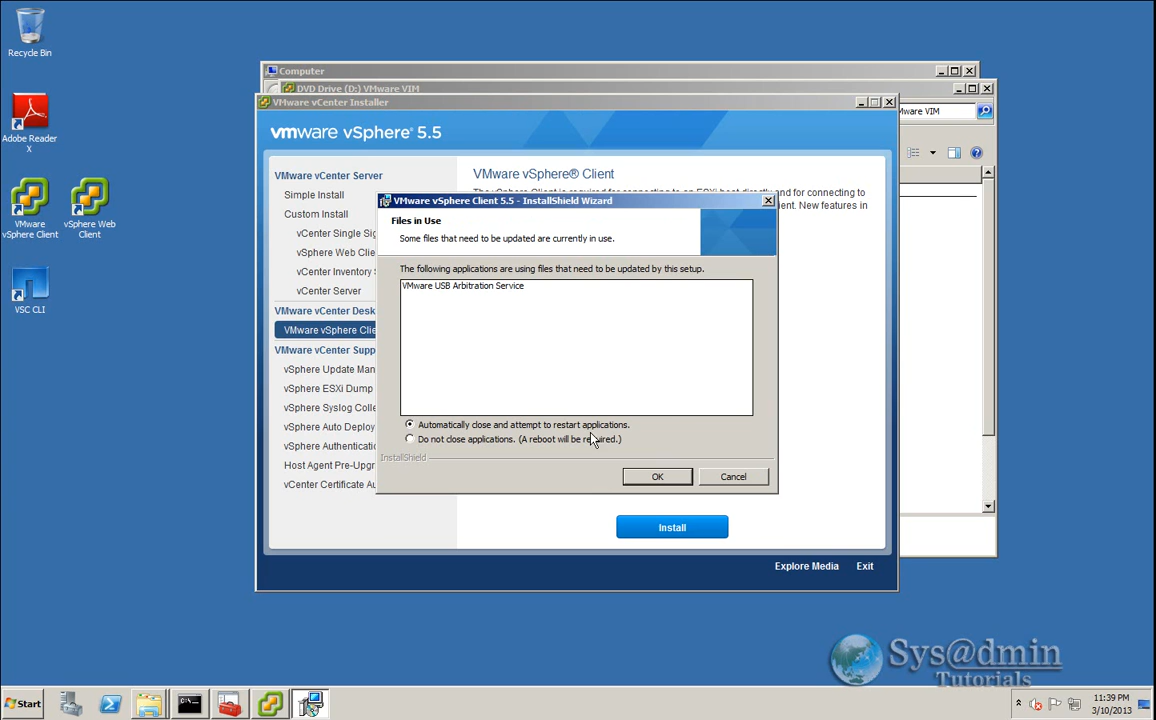 Recycle Bin
Adobe Reader
X
VMware
vSphere Client
vSphere Web
Client
VSC CLI
Computer
DVD Drive (D:) VMware VIM
VMware vCenter Installer
Mware VIM
vmware vSphere® 5.5
VMware vCenter Server
Simple Install
Custom Install
vCenter Single Sig
vSphere Web Clie
vCenter Inventory
vCenter Server
VMware vCenter Desk
VMware vSphere Clie
VMware vCenter Supp
vSphere Update Man
vSphere ESXi Dump
vSphere Syslog Colle
vSphere Auto Deploy
vSphere Authenticatio
Host Agent Pre-Upgr
vCenter Certificate Au
VMware vSphere® Client
and for connecting to
ient. New features in
VMware vSphere Client 5.5 - InstallShield Wizard
Files in Use
Some files that need to be updated are currently in use.
The following applications are using files that need to be updated by this setup.
VMware USB Arbitration Service
Automatically close and attempt to restart applications.
Do not close applications. (A reboot will be required.)
InstallShield
OK
Cancel
Install
Explore Media
Exit
Sys@dmin
Tutorials
Start
11:39 PM
3/10/2013